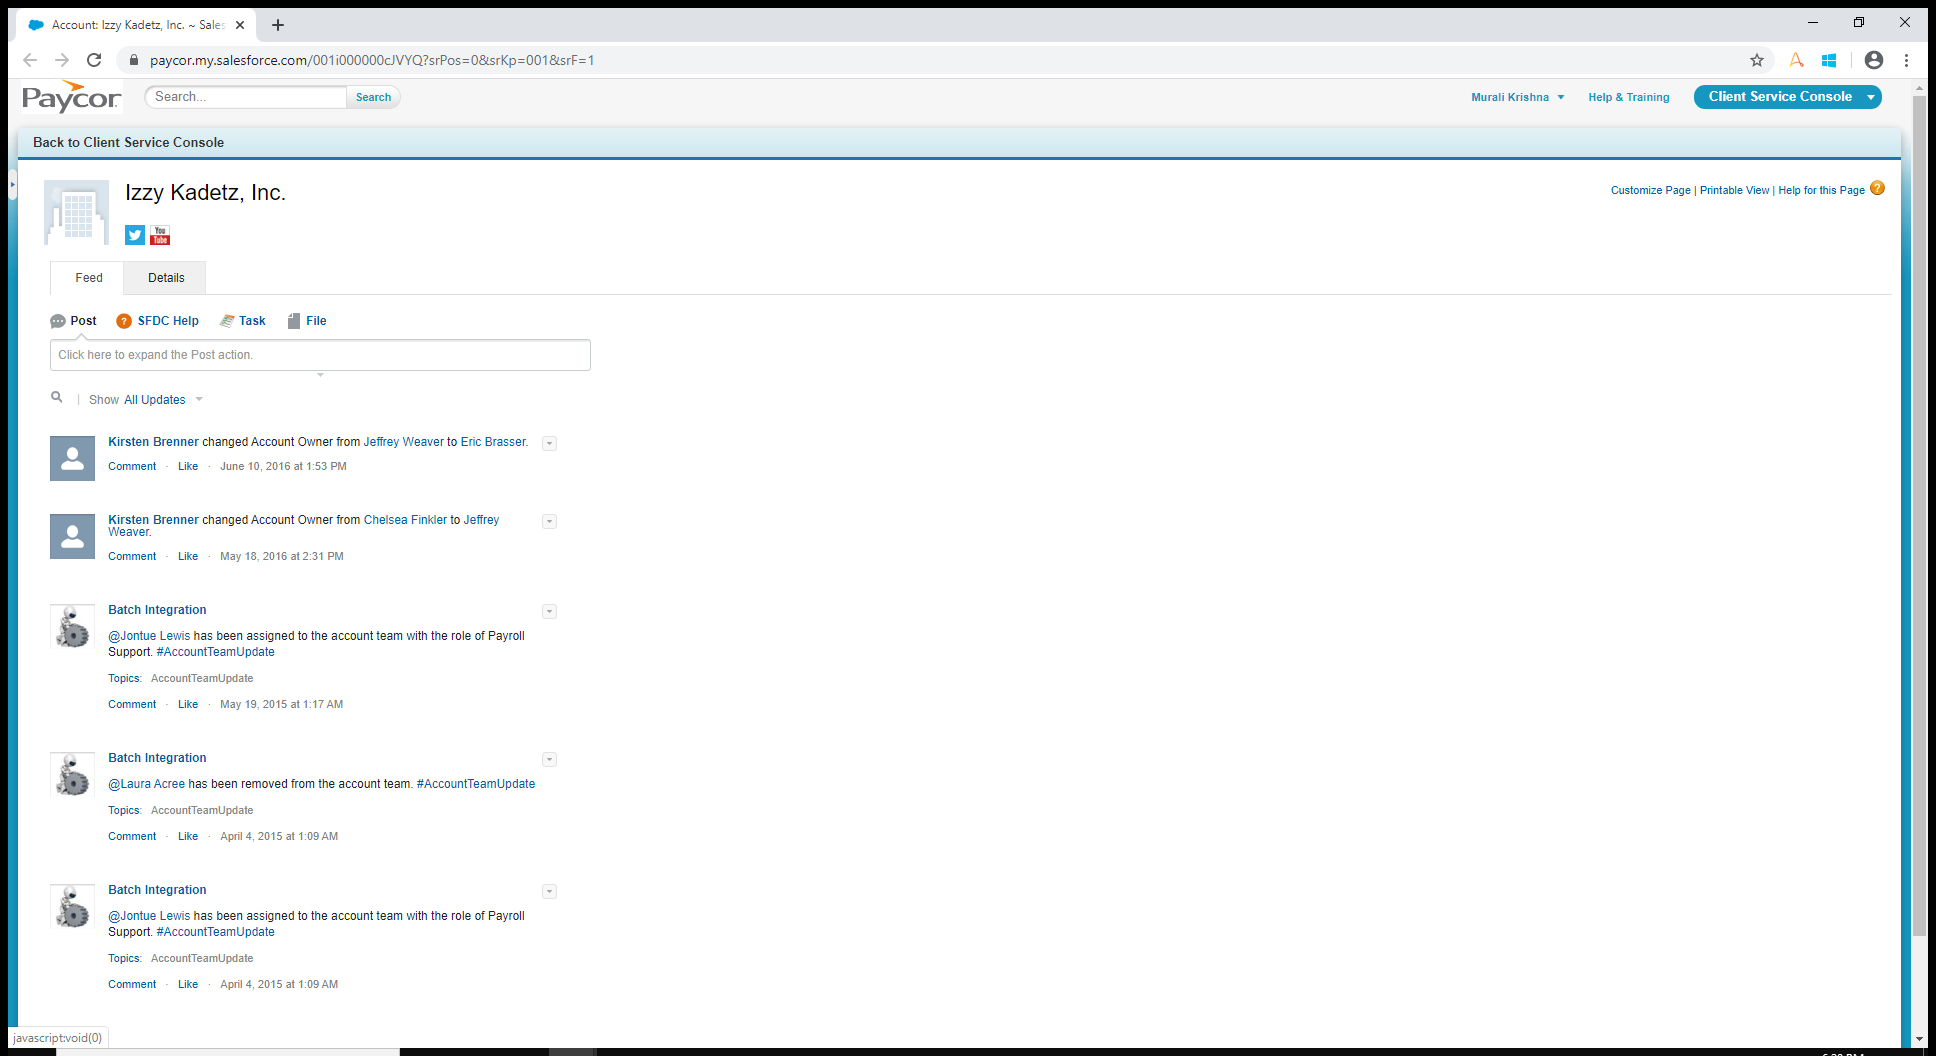 Account: Izzy Kadetz, Inc. ~ Sales
paycor.my.salesforce.com/001i000000cJVYQ?srPos=0&srKp=001&srF=1
Paycor
Search...
Search
Murali Krishna
Help & Training
Client Service Console
Back to Client Service Console
Izzy Kadetz, Inc.
Customize Page | Printable View | Help for this Page
You
Tube
Feed
Details
Post
SFDC Help
Task
File
Click here to expand the Post action.
Show All Updates
Kirsten Brenner changed Account Owner from Jeffrey Weaver to Eric Brasser.
Comment · Like · June 10, 2016 at 1:53 PM
Kirsten Brenner changed Account Owner from Chelsea Finkler to Jeffrey
Weaver.
Comment · Like · May 18, 2016 at 2:31 PM
Batch Integration
@Jontue Lewis has been assigned to the account team with the role of Payroll
Support. #AccountTeamUpdate
Topics: AccountTeamUpdate
Comment · Like · May 19, 2015 at 1:17 AM
Batch Integration
@Laura Acree has been removed from the account team. #AccountTeamUpdate
Topics: AccountTeamUpdate
Comment · Like · April 4, 2015 at 1:09 AM
Batch Integration
@Jontue Lewis has been assigned to the account team with the role of Payroll
Support. #AccountTeamUpdate
Topics: AccountTeamUpdate
Comment · Like · April 4, 2015 at 1:09 AM
javascript:void(0)